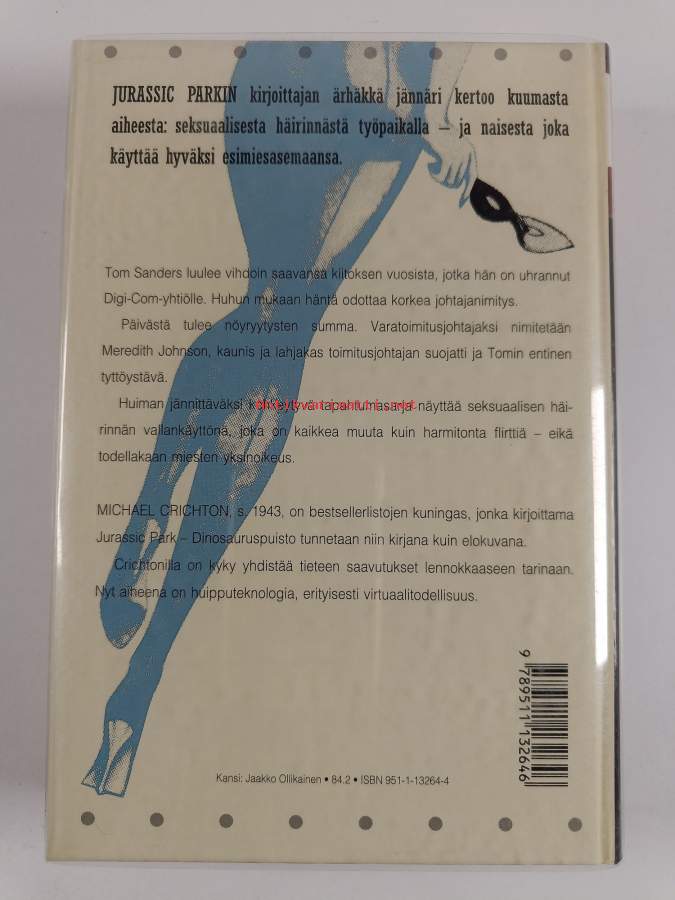 JURASSIC PARKIN kirjoittajan ärhäkkä jännäri kertoo kuumasta
aiheesta: seksuaalisesta häirinnästä työpaikalla – ja naisesta joka
käyttää hyväksi esimiesasemaansa.
Tom Sanders luulee vihdoin saavansa kiitoksen vuosista, jotka hän on uhrannut
Digi-Com-yhtiölle. Huhun mukaan häntä odottaa korkea johtajanimitys.
Päivästä tulee nöyryytysten summa. Varatoimitusjohtajaksi nimitetään
Meredith Johnson, kaunis ja lahjakas toimitusjohtajan suojatti ja Tomin entinen
tyttöystävä.
Huiman jännittäväksi tapahtumasarja näyttää seksuaalisen häi-
rinnän vallankäyttönä, joka on kaikkea muuta kuin harmitonta flirttiä – eikä
todellakaan miesten yksinoikeus.
MICHAEL CRICHTON, s. 1943, on bestsellerlistojen kuningas, jonka kirjoittama
Jurassic Park – Dinosauruspuisto tunnetaan niin kirjana kuin elokuvana.
Crichtonilla on kyky yhdistää tieteen saavutukset lennokkaaseen tarinaan.
Nyt aiheena on huipputeknologia, erityisesti virtuaalitodellisuus.
9 789511 132646
Kansi: Jaakko Ollikainen • 84.2 • ISBN 951-1-13264-4